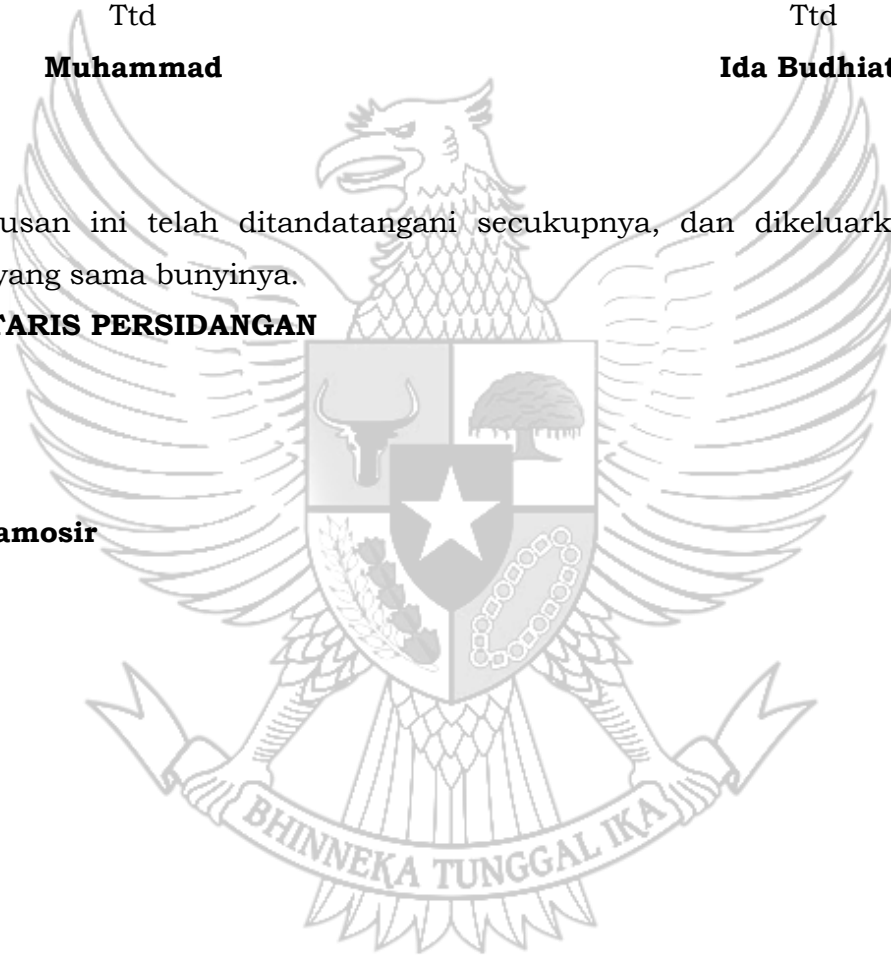 Ttd Ttd
Muhammad Ida Budhiat
usan ini telah ditandatangani secukupnya, dan dikeluark
yang sama bunyinya.
TARIS PERSIDANGAN
amosir
BHINNEKA TUNGGAL IKA